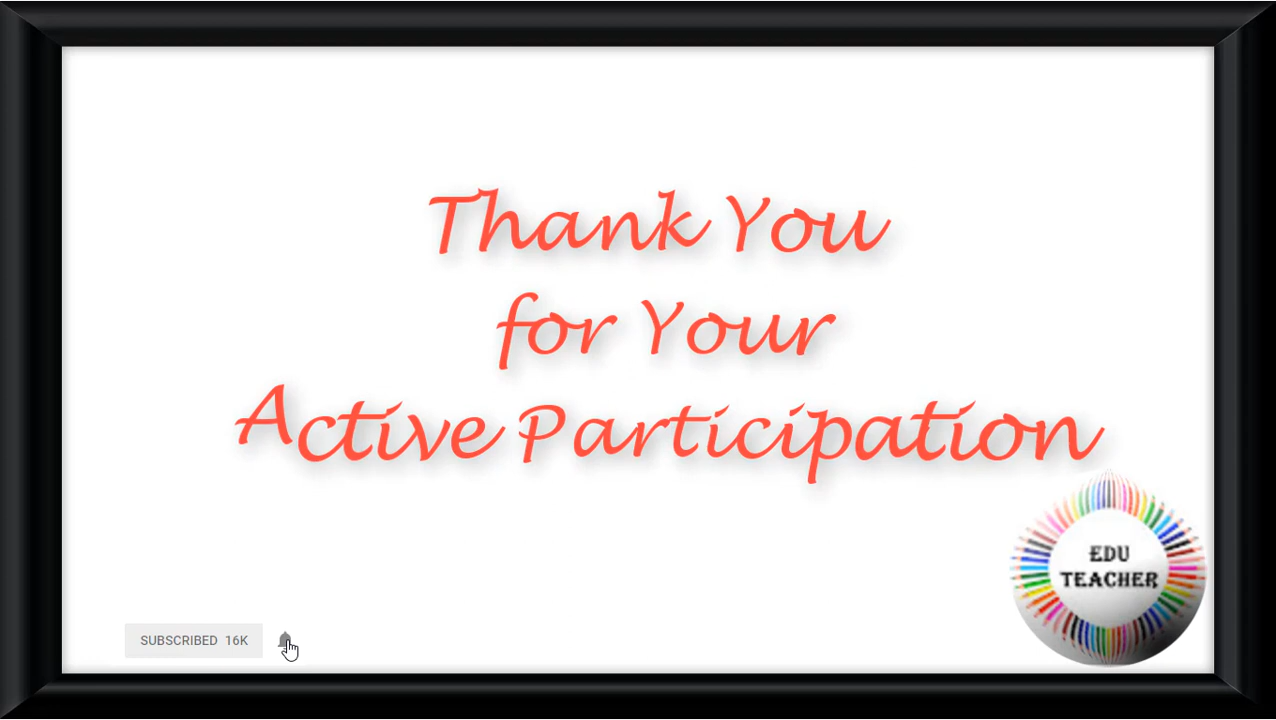 Thank You
for Your
Active Participation
EDU
TEACHER
SUBSCRIBED 16K